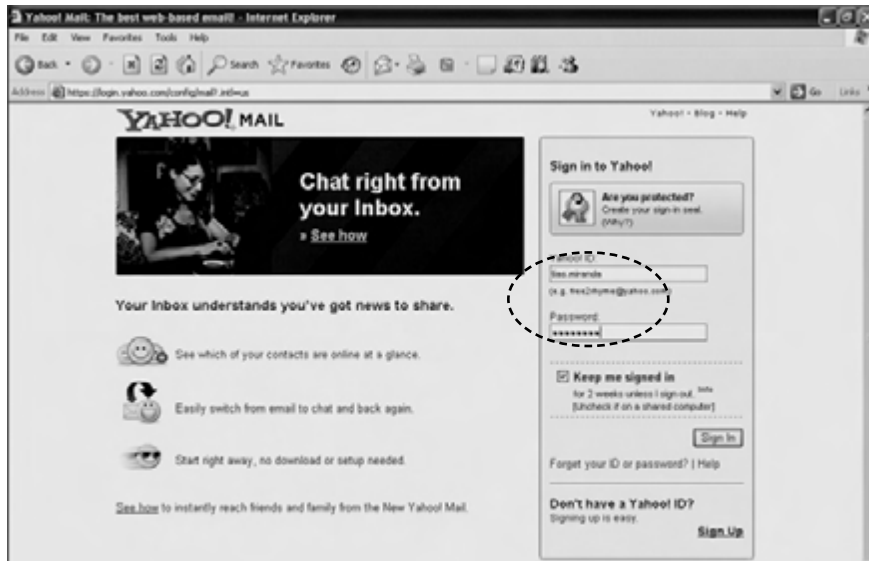 Yahoo! Mail: The best web-based email! - Internet Explorer
File Edit View Favorites Tools Help
Back Search Favorites
Address https://login.yahoo.com/config/mail?.intl=us Go Links
YAHOO! MAIL
Yahoo! - Blog - Help
Chat right from
your Inbox.
» See how
Your Inbox understands you've got news to share.
See which of your contacts are online at a glance.
Easily switch from email to chat and back again.
Start right away, no download or setup needed.
See how to instantly reach friends and family from the New Yahoo! Mail.
Sign in to Yahoo!
Are you protected?
Create your sign-in seal.
(Why?)
Yahoo! ID:
(e.g. free2rhyme@yahoo.com)
Password:
Keep me signed in
for 2 weeks unless I sign out.
[Uncheck if on a shared computer]
Sign In
Forget your ID or password? | Help
Don't have a Yahoo! ID?
Signing up is easy.
Sign Up